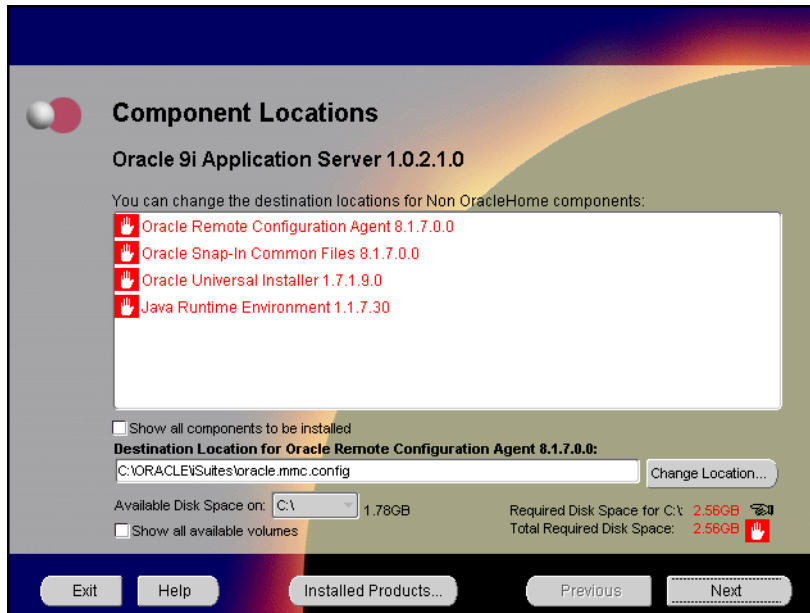 Component Locations
Oracle 9i Application Server 1.0.2.1.0
You can change the destination locations for Non OracleHome components:
Oracle Remote Configuration Agent 8.1.7.0.0
Oracle Snap-In Common Files 8.1.7.0.0
Oracle Universal Installer 1.7.1.9.0
Java Runtime Environment 1.1.7.30
Show all components to be installed
Destination Location for Oracle Remote Configuration Agent 8.1.7.0.0:
C:\ORACLE\iSuites\oracle.mmc.config
Change Location...
Available Disk Space on: C:\ 1.78GB
Required Disk Space for C:\: 2.56GB
Show all available volumes
Total Required Disk Space: 2.56GB
Exit Help Installed Products... Previous Next